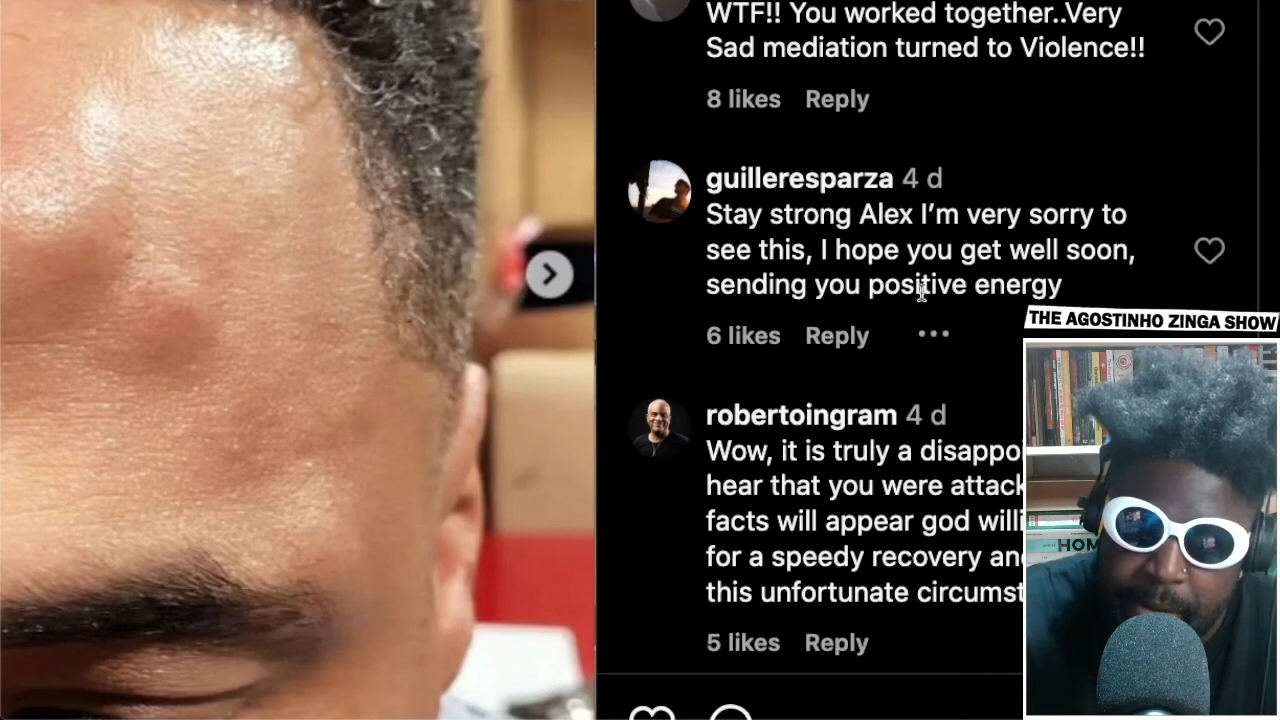 WTF!! You worked together..Very
Sad mediation turned to Violence!!
8 likes Reply
guilleresparza 4 d
Stay strong Alex I’m very sorry to
see this, I hope you get well soon,
sending you positive energy
6 likes Reply
THE AGOSTINHO ZINGA SHOW
robertoingram 4 d
Wow, it is truly a disappoi
hear that you were attack
facts will appear god willi
for a speedy recovery and
this unfortunate circumst
5 likes Reply
HOM